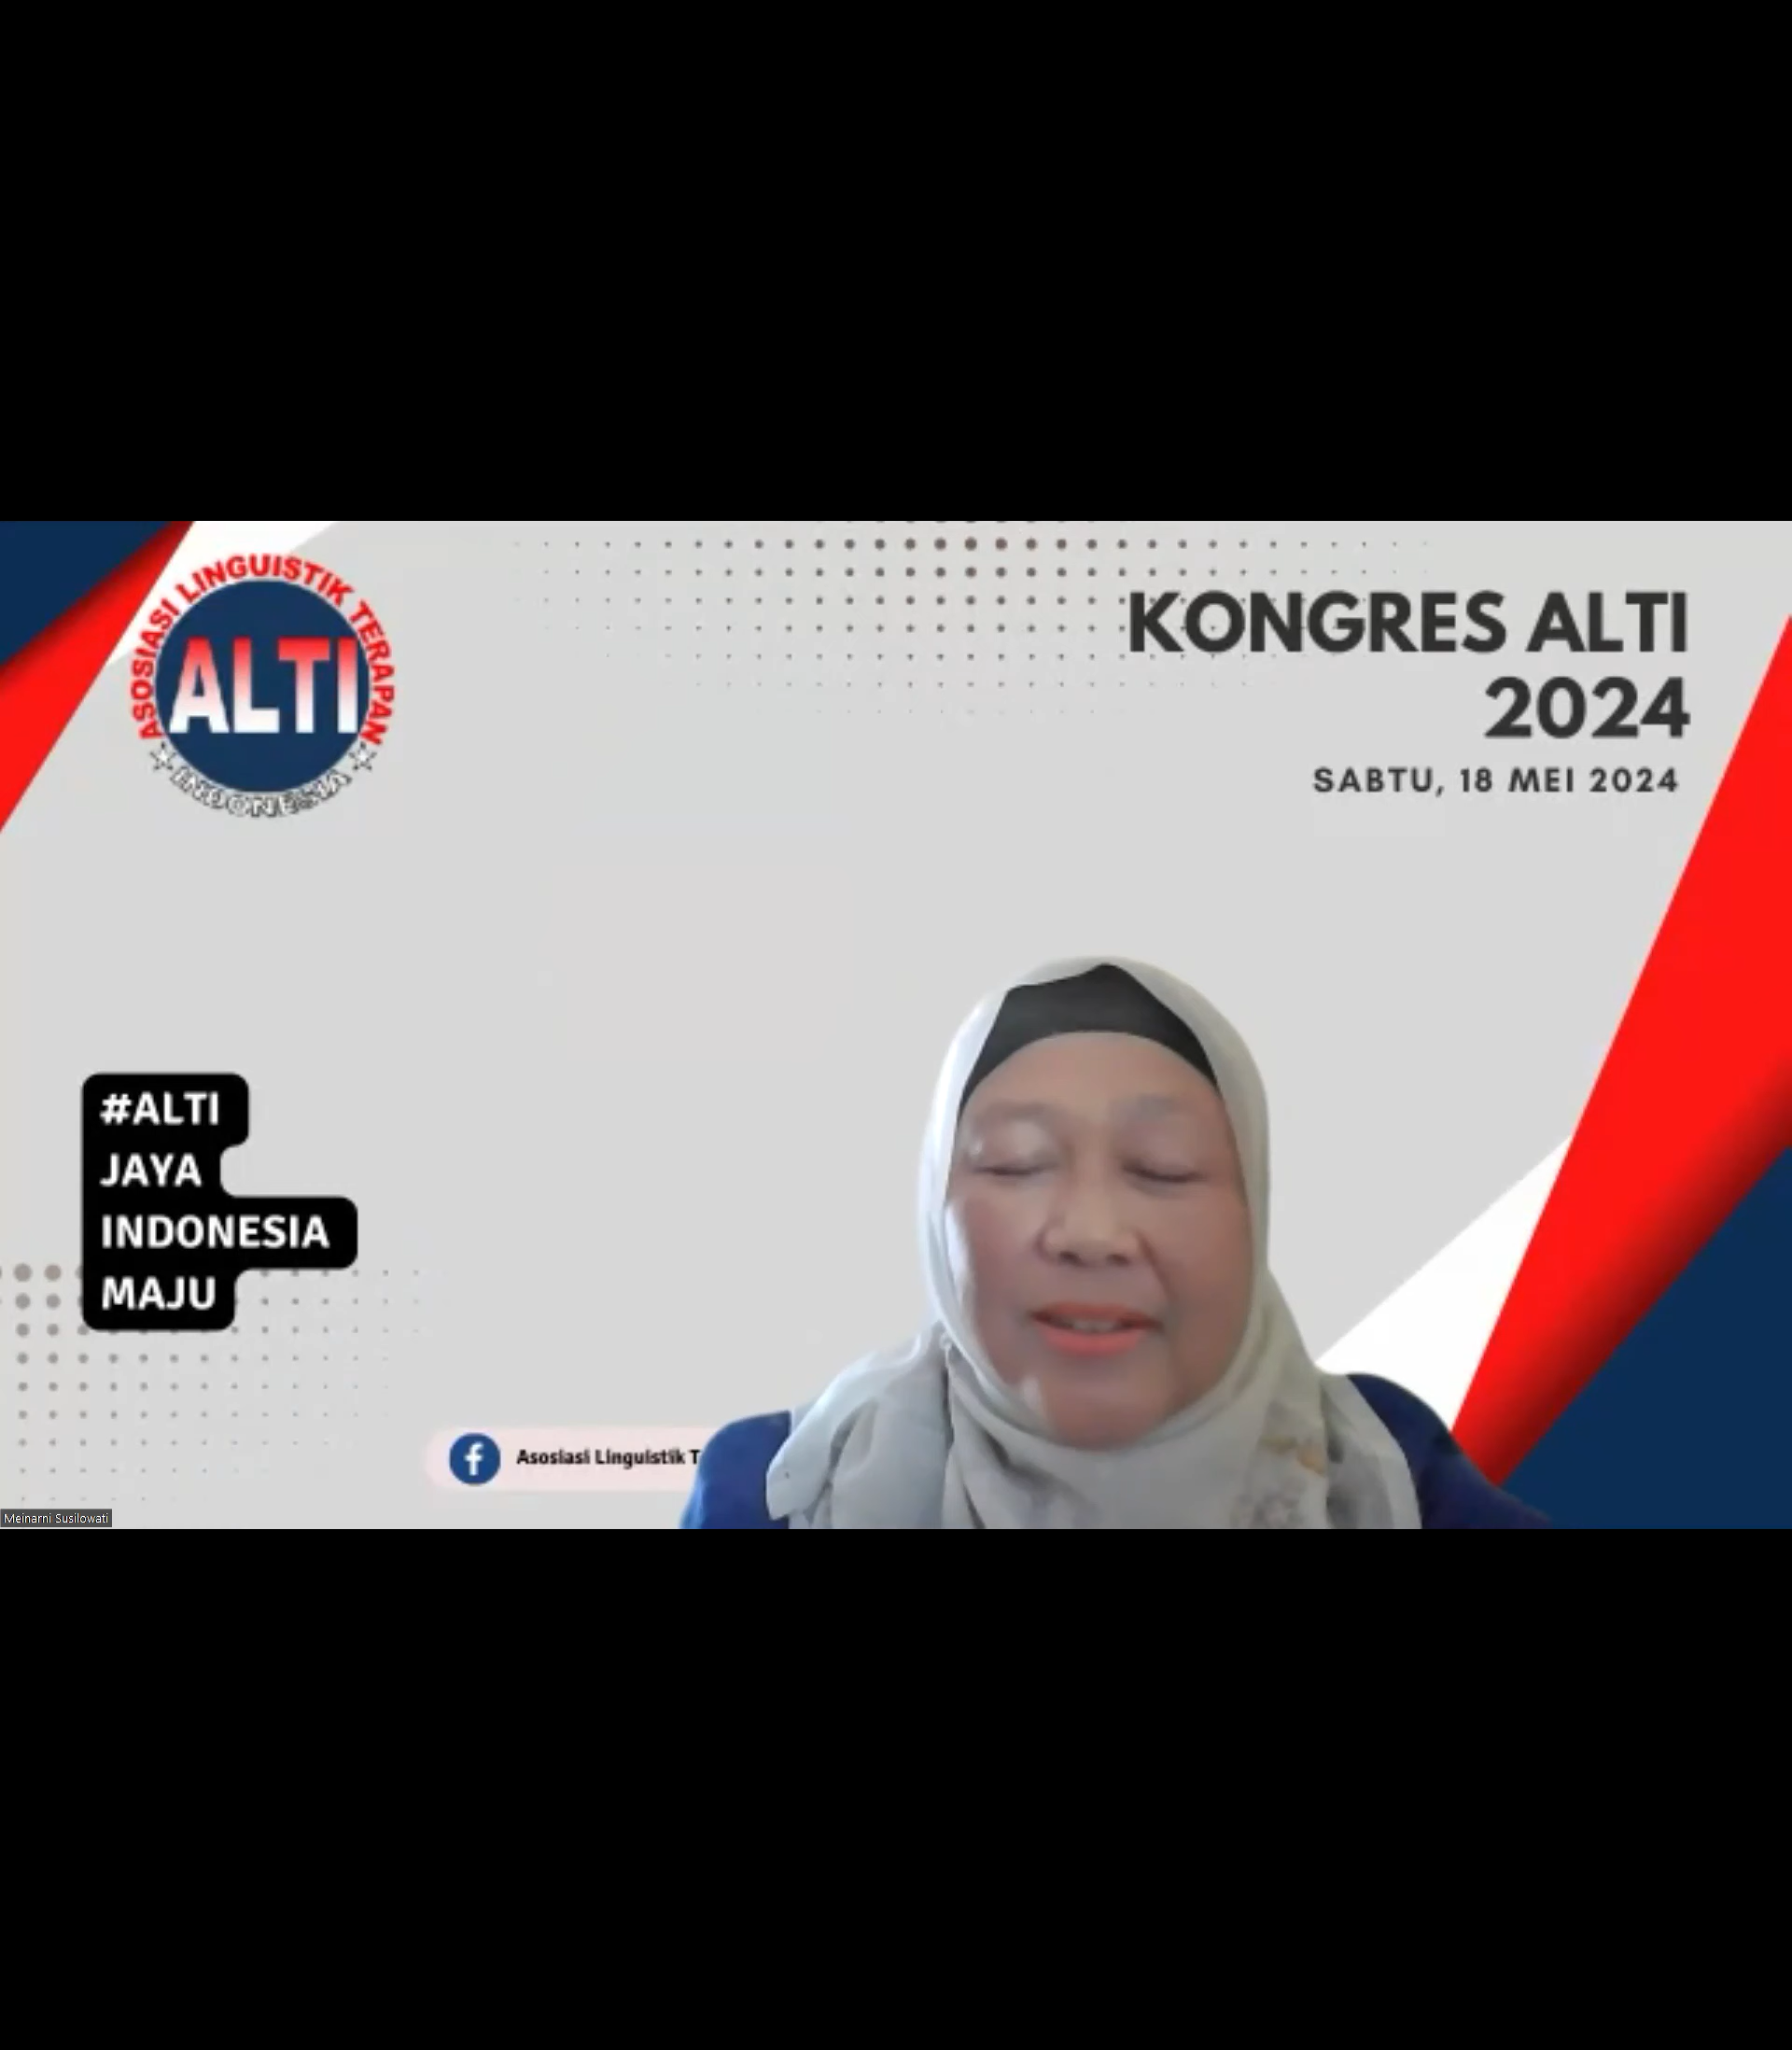 ASOSIASI LINGUISTIK TERAPAN
ALTI
INDONESIA
KONGRES ALTI
2024
SABTU, 18 MEI 2024
#ALTI
JAYA
INDONESIA
MAJU
f
Asosiasi Linguistik T
Meinarni Susilowati